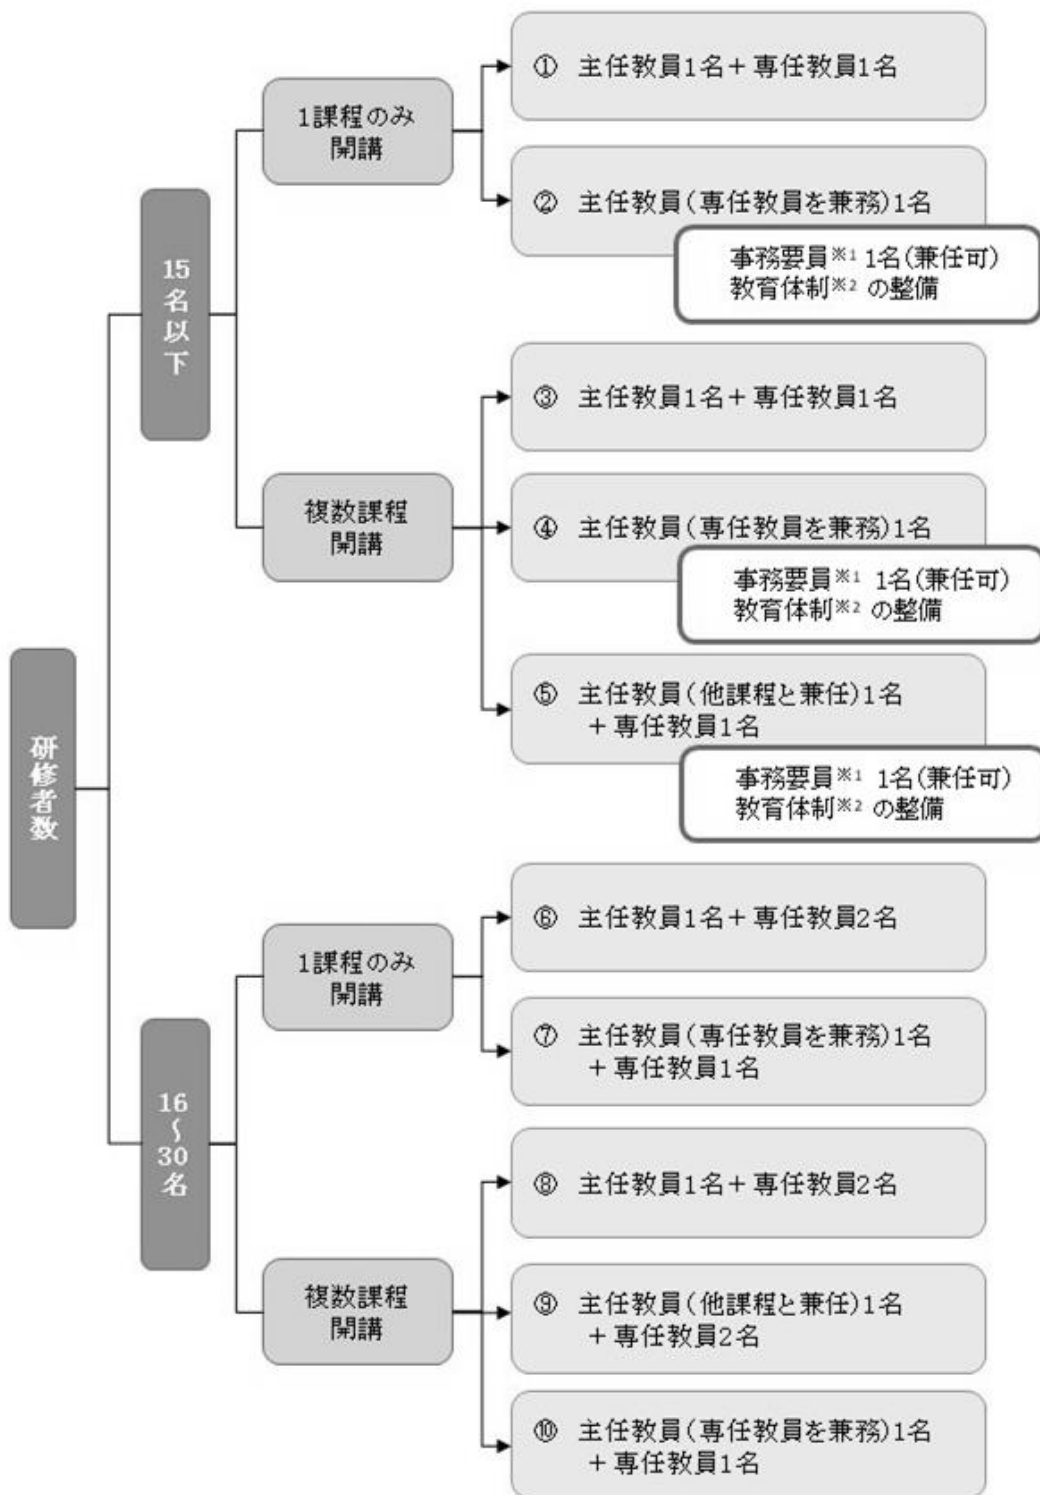 研修者数
15名以下
1課程のみ
開講
① 主任教員1名＋専任教員1名
② 主任教員(専任教員を兼務)1名
事務要員※1 1名(兼任可)
教育体制※2 の整備
複数課程
開講
③ 主任教員1名＋専任教員1名
④ 主任教員(専任教員を兼務)1名
事務要員※1 1名(兼任可)
教育体制※2 の整備
⑤ 主任教員(他課程と兼任)1名
＋専任教員1名
事務要員※1 1名(兼任可)
教育体制※2 の整備
16～30名
1課程のみ
開講
⑥ 主任教員1名＋専任教員2名
⑦ 主任教員(専任教員を兼務)1名
＋専任教員1名
複数課程
開講
⑧ 主任教員1名＋専任教員2名
⑨ 主任教員(他課程と兼任)1名
＋専任教員2名
⑩ 主任教員(専任教員を兼務)1名
＋専任教員1名